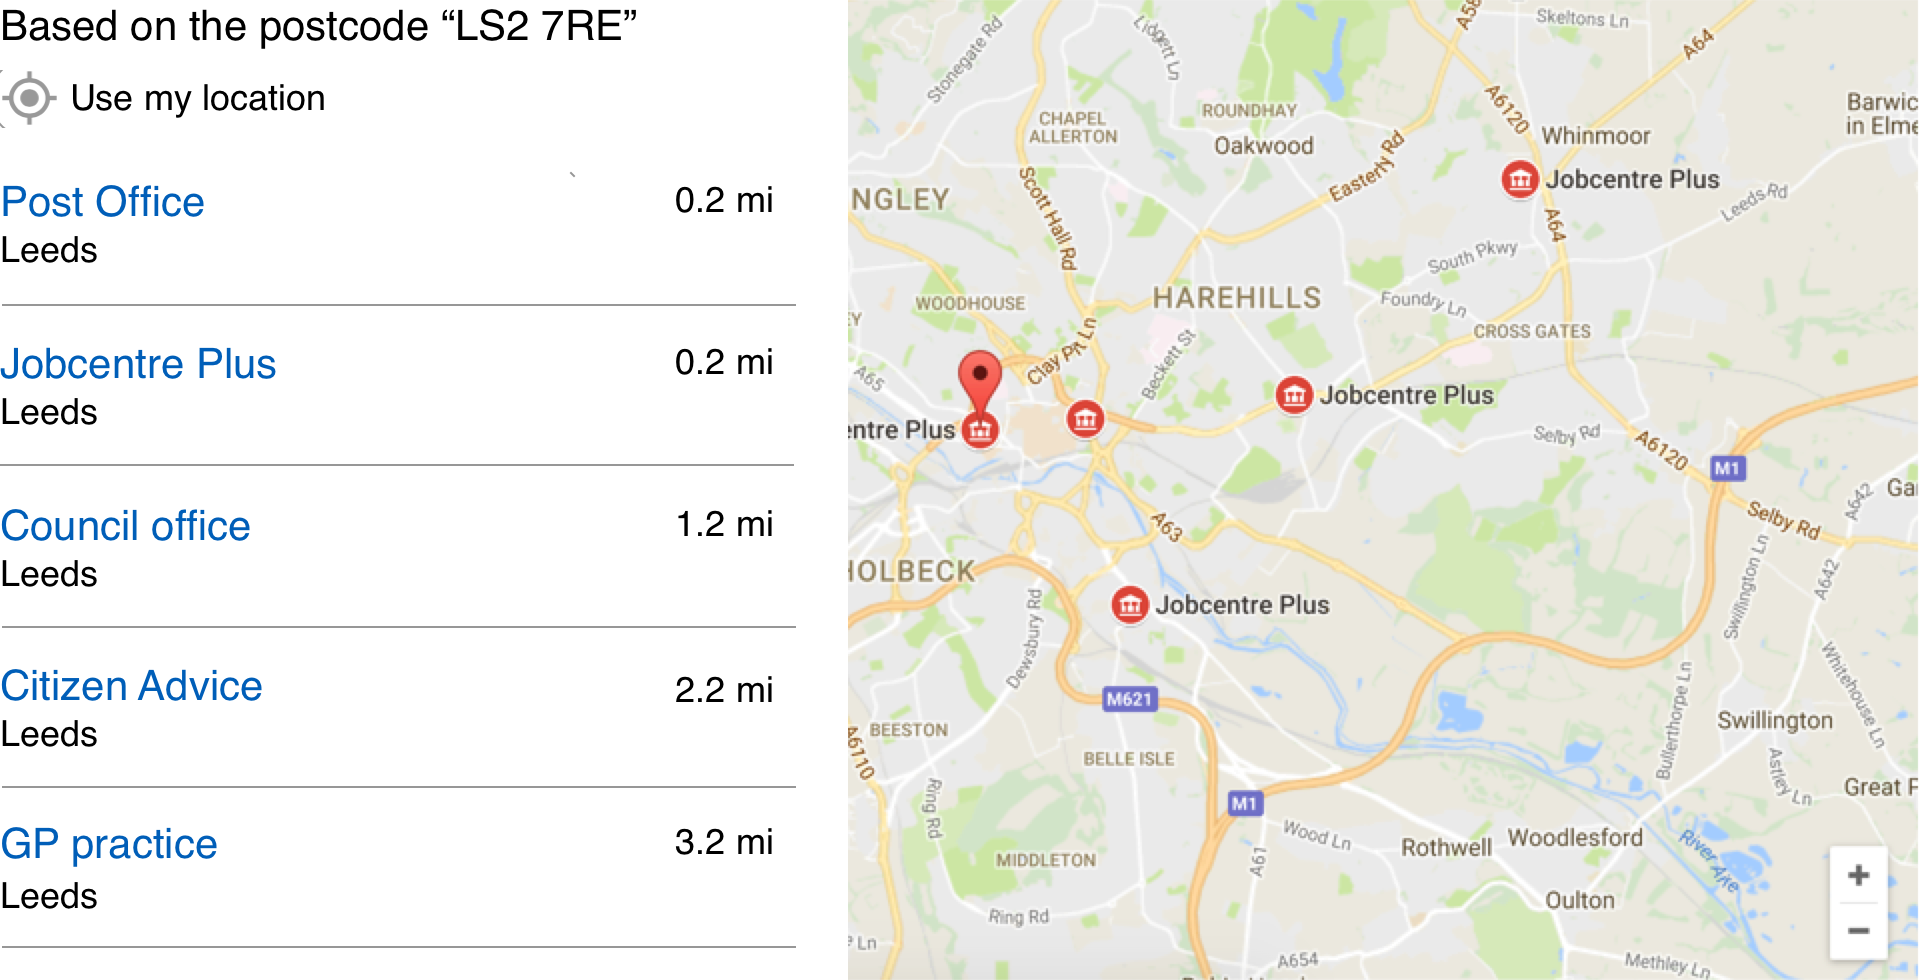 Based on the postcode “LS2 7RE”
Use my location
Post Office
0.2 mi
Leeds
Jobcentre Plus
0.2 mi
Leeds
Council office
1.2 mi
Leeds
Citizen Advice
2.2 mi
Leeds
GP practice
3.2 mi
Leeds
Skeltons Ln
A58
A64
Stonegate Rd
Lidgett Ln
A6120
Barwic
in Elme
ROUNDHAY
CHAPEL
ALLERTON
Oakwood
Whinmoor
Easterly Rd
Jobcentre Plus
NGLEY
Scott Hall Rd
Leeds Rd
A64
South Pkwy
WOODHOUSE
HAREHILLS
Foundry Ln
EY
CROSS GATES
Clay Pit Ln
Beckett St
A65
Jobcentre Plus
entre Plus
Selby Rd
A6120
M1
A642
Ga
A63
Selby Rd
HOLBECK
Swillington Ln
A642
Dewsbury Rd
Jobcentre Plus
M621
Whitehouse Ln
Bullerthorpe Ln
BEESTON
Swillington
A6110
BELLE ISLE
Astley Ln
Great P
Ring Rd
M1
Wood Ln
Rothwell
Woodlesford
A61
MIDDLETON
River Aire
+
Oulton
Ring Rd
−
e Ln
A654
Methley Ln